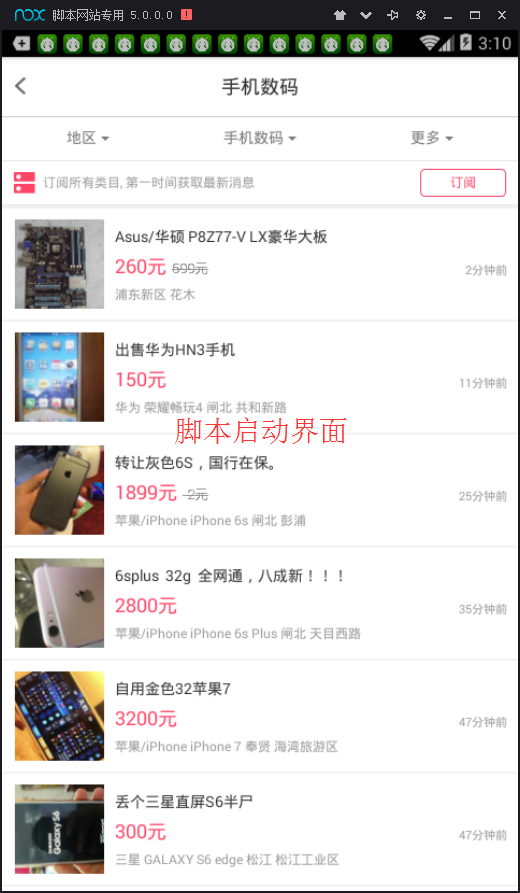 nox 脚本网站专用 5.0.0.0
3:10
手机数码
地区 手机数码 更多
订阅所有类目, 第一时间获取最新消息 订阅
Asus/华硕 P8Z77-V LX豪华大板
260元 599元 2分钟前
浦东新区 花木
出售华为HN3手机
150元 11分钟前
华为 荣耀畅玩4 闸北 共和新路
脚本启动界面
转让灰色6S，国行在保。
1899元 -2元 25分钟前
苹果/iPhone iPhone 6s 闸北 彭浦
6splus 32g 全网通，八成新！！！
2800元 35分钟前
苹果/iPhone iPhone 6s Plus 闸北 天目西路
自用金色32苹果7
3200元 47分钟前
苹果/iPhone iPhone 7 奉贤 海湾旅游区
丢个三星直屏S6半尸
300元 47分钟前
三星 GALAXY S6 edge 松江 松江工业区
SAMSUNG
Galaxy S6